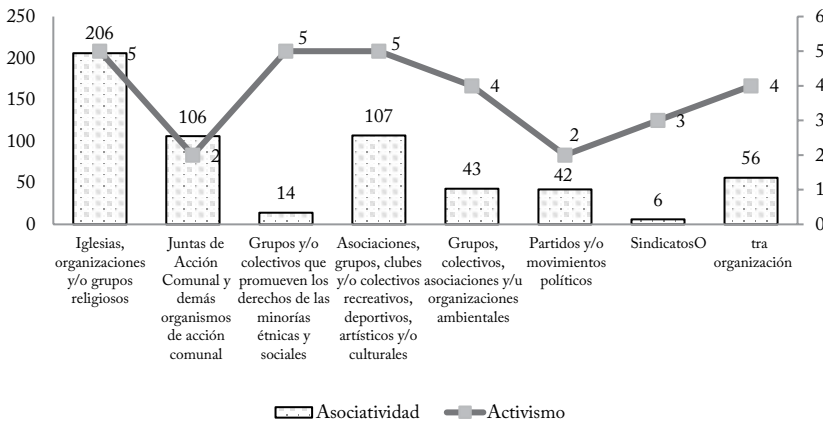 250
200
150
100
50
0
6
5
4
3
2
1
0
206
106
14
107
43
42
6
56
5
2
5
5
4
2
3
4
Iglesias,
organizaciones
y/o grupos
religiosos
Juntas de
Acción
Comunal y
demás
organismos
de acción
comunal
Grupos y/o
colectivos que
promueven los
derechos de las
minorías
étnicas y
sociales
Asociaciones,
grupos, clubes
y/o colectivos
recreativos,
deportivos,
artísticos y/o
culturales
Grupos,
colectivos,
asociaciones y/u
organizaciones
ambientales
Partidos y/o
movimientos
políticos
SindicatosO
tra
organización
Asociatividad
Activismo